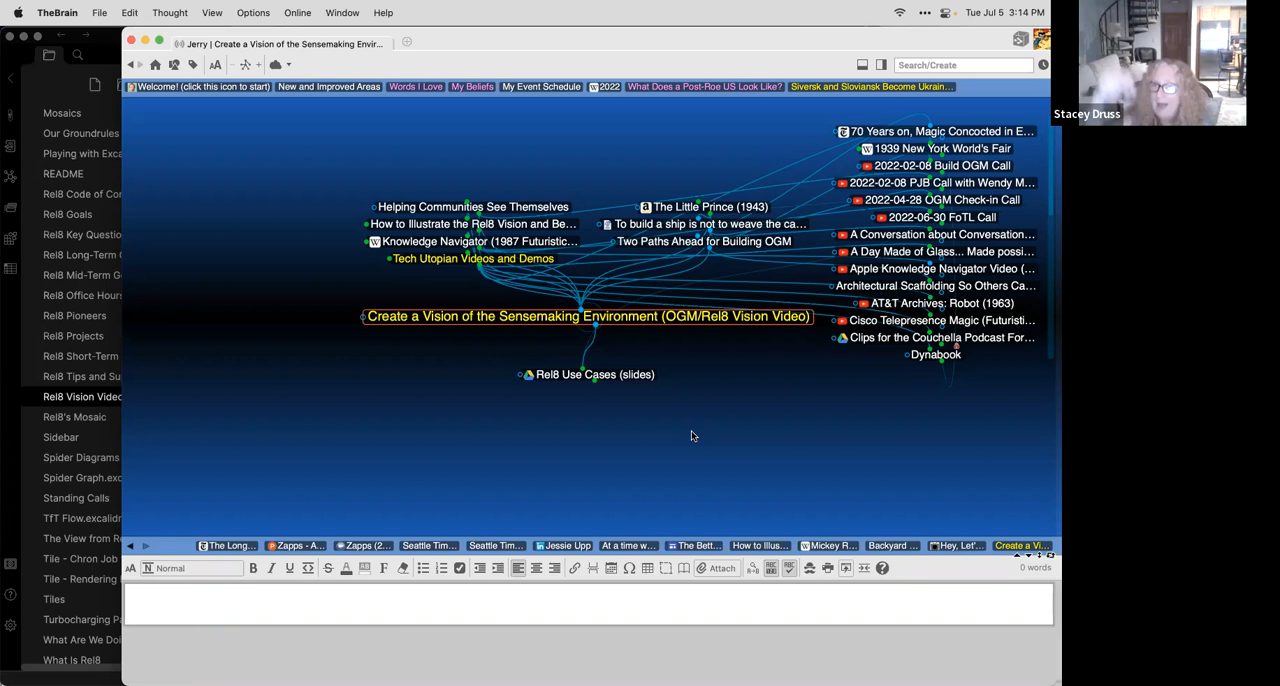 TheBrain File Edit Thought View Options Online Window Help Tue Jul 5 3:14 PM
Jerry | Create a Vision of the Sensemaking Envir...
Search/Create
Welcome! (click this icon to start) New and Improved Areas Words I Love My Beliefs My Event Schedule 2022 What Does a Post-Roe US Look Like? Siversk and Sloviansk Become Ukrain...
Mosaics
Our Groundrules
Playing with Exca
README
Rel8 Code of Cor
Rel8 Goals
Rel8 Key Questio
Rel8 Long-Term G
Rel8 Mid-Term G
Rel8 Office Hours
Rel8 Pioneers
Rel8 Projects
Rel8 Short-Term
Rel8 Tips and Su
Rel8 Vision Video
Rel8's Mosaic
Sidebar
Spider Diagrams
Spider Graph.exc
Standing Calls
TfT Flow.excalidr
The View from R
Tile - Chron Job
Tile - Rendering
Tiles
Turbocharging Pa
What Are We Doi
What Is Rel8
Helping Communities See Themselves
How to Illustrate the Rel8 Vision and Be...
Knowledge Navigator (1987 Futuristic...
Tech Utopian Videos and Demos
The Little Prince (1943)
To build a ship is not to weave the ca...
Two Paths Ahead for Building OGM
70 Years on, Magic Concocted in E...
1939 New York World's Fair
2022-02-08 Build OGM Call
2022-02-08 PJB Call with Wendy M...
2022-04-28 OGM Check-in Call
2022-06-30 FoTL Call
A Conversation about Conversation...
A Day Made of Glass... Made possi...
Apple Knowledge Navigator Video (...
Architectural Scaffolding So Others Ca...
AT&T Archives: Robot (1963)
Cisco Telepresence Magic (Futuristi...
Clips for the Couchella Podcast For...
Dynabook
Create a Vision of the Sensemaking Environment (OGM/Rel8 Vision Video)
Rel8 Use Cases (slides)
The Long... Zapps - A... Zapps (2... Seattle Tim... Seattle Tim... Jessie Upp At a time w... The Bett... How to Illus... Mickey R... Backyard ... Hey, Let'... Create a Vi...
Normal Attach 0 words
Stacey Druss